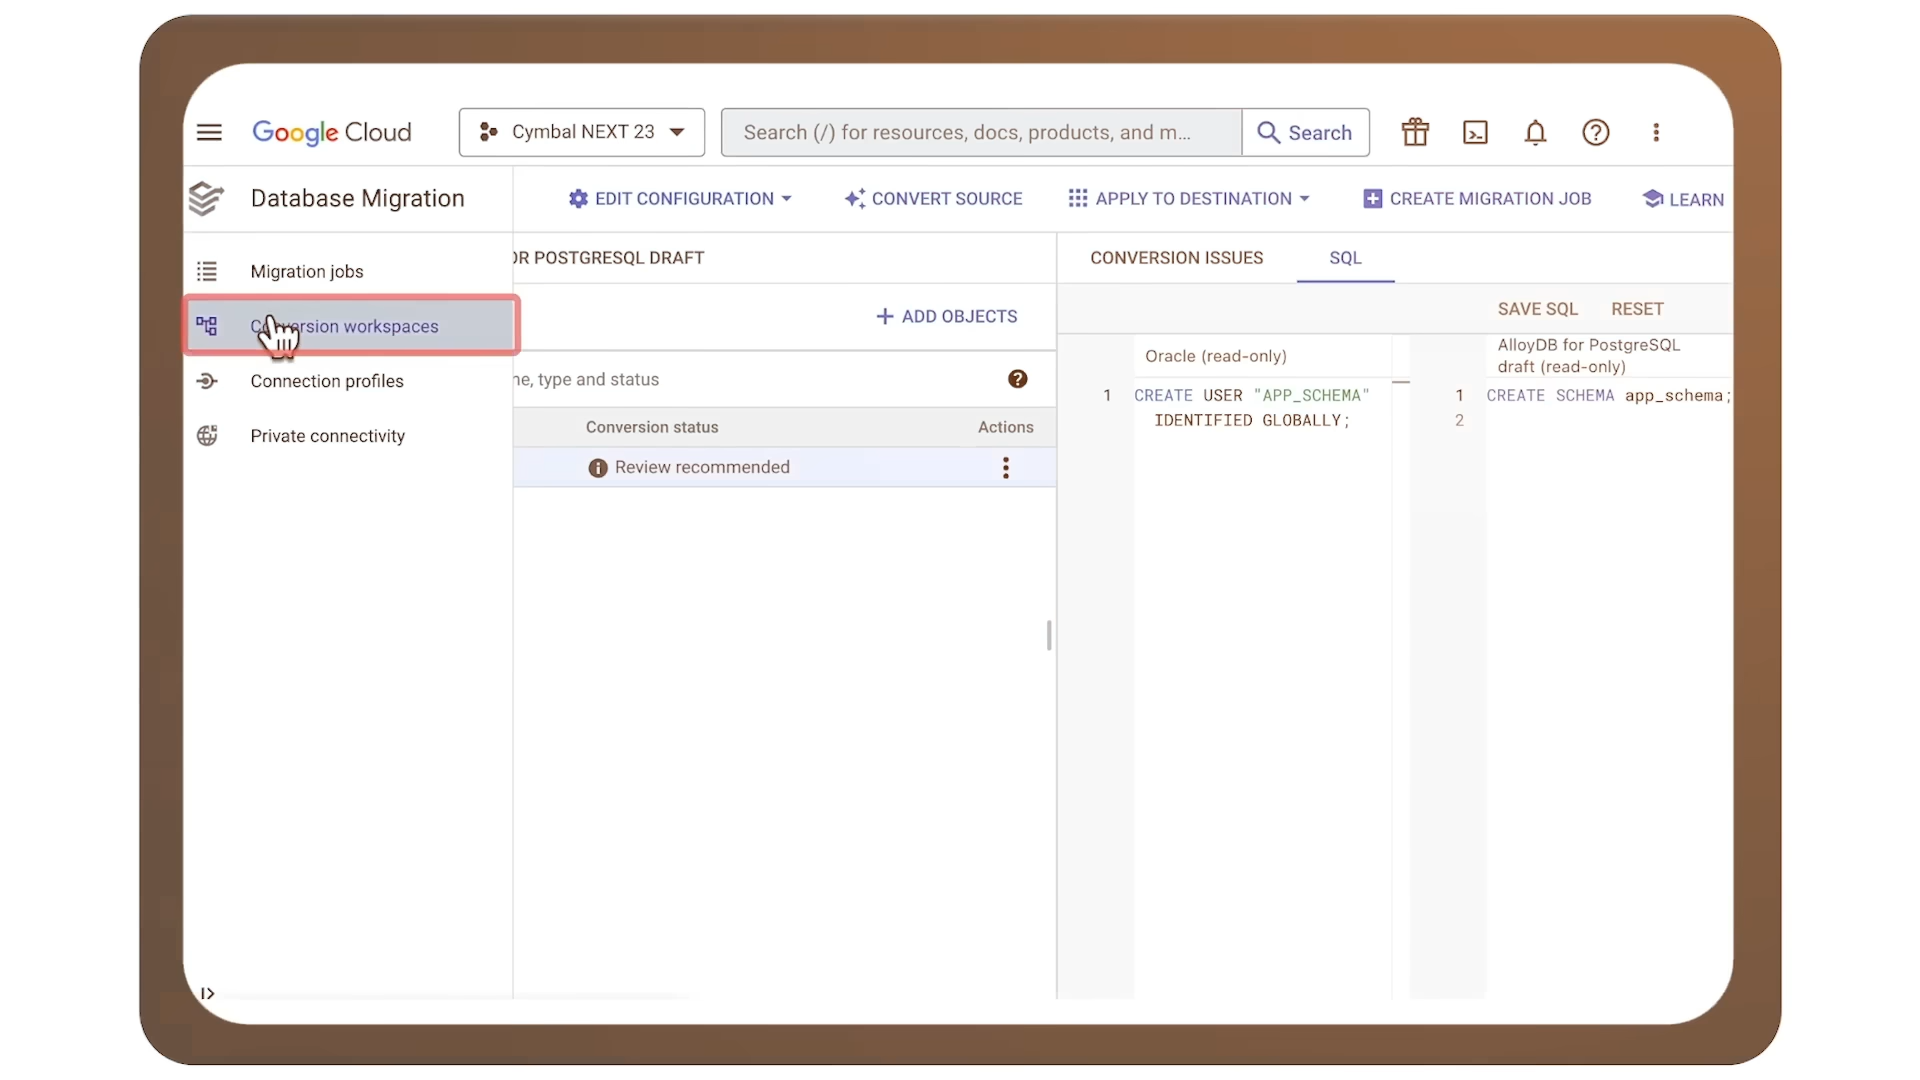 Google Cloud
Cymbal NEXT 23
Search (/) for resources, docs, products, and m...
Search
Database Migration
EDIT CONFIGURATION
CONVERT SOURCE
APPLY TO DESTINATION
CREATE MIGRATION JOB
LEARN
Migration jobs
Conversion workspaces
Connection profiles
Private connectivity
OR POSTGRESQL DRAFT
ADD OBJECTS
ne, type and status
Conversion status
Actions
Review recommended
CONVERSION ISSUES
SQL
SAVE SQL
RESET
Oracle (read-only)
1 CREATE USER "APP_SCHEMA"
IDENTIFIED GLOBALLY;
AlloyDB for PostgreSQL
draft (read-only)
1 CREATE SCHEMA app_schema;
2